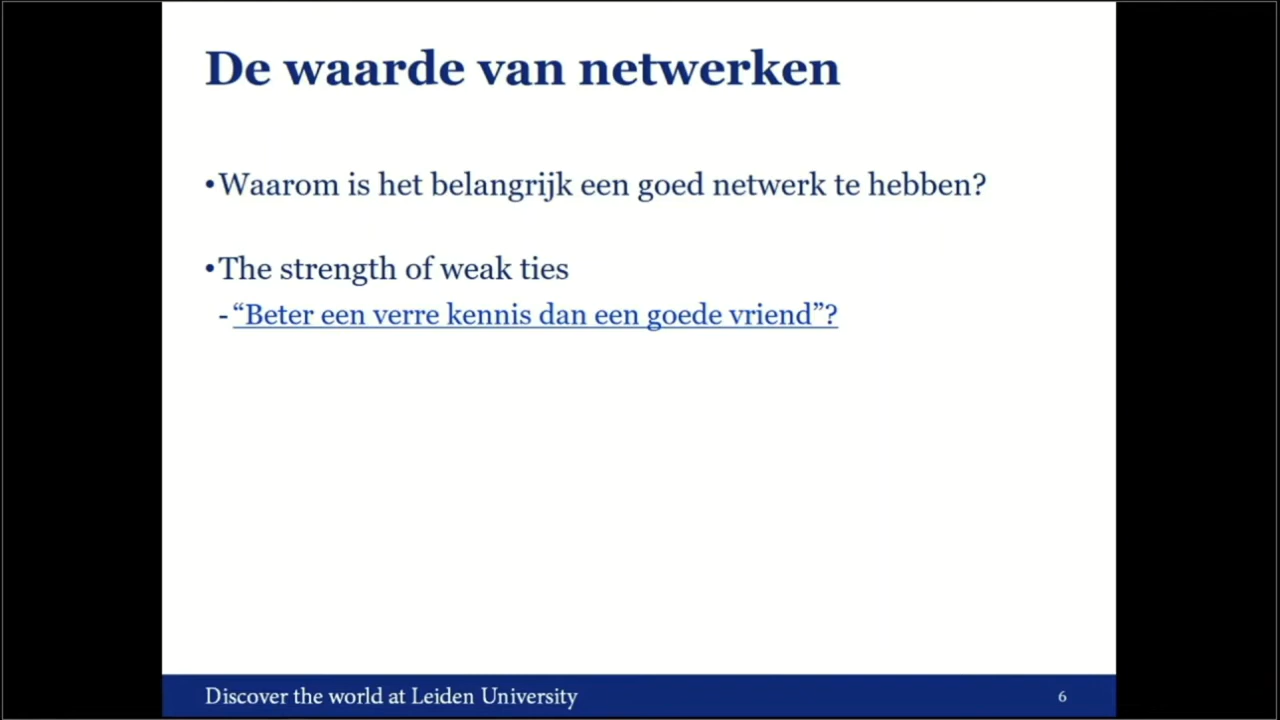 De waarde van netwerken
•Waarom is het belangrijk een goed netwerk te hebben?
•The strength of weak ties
-“Beter een verre kennis dan een goede vriend”?
Discover the world at Leiden University
6